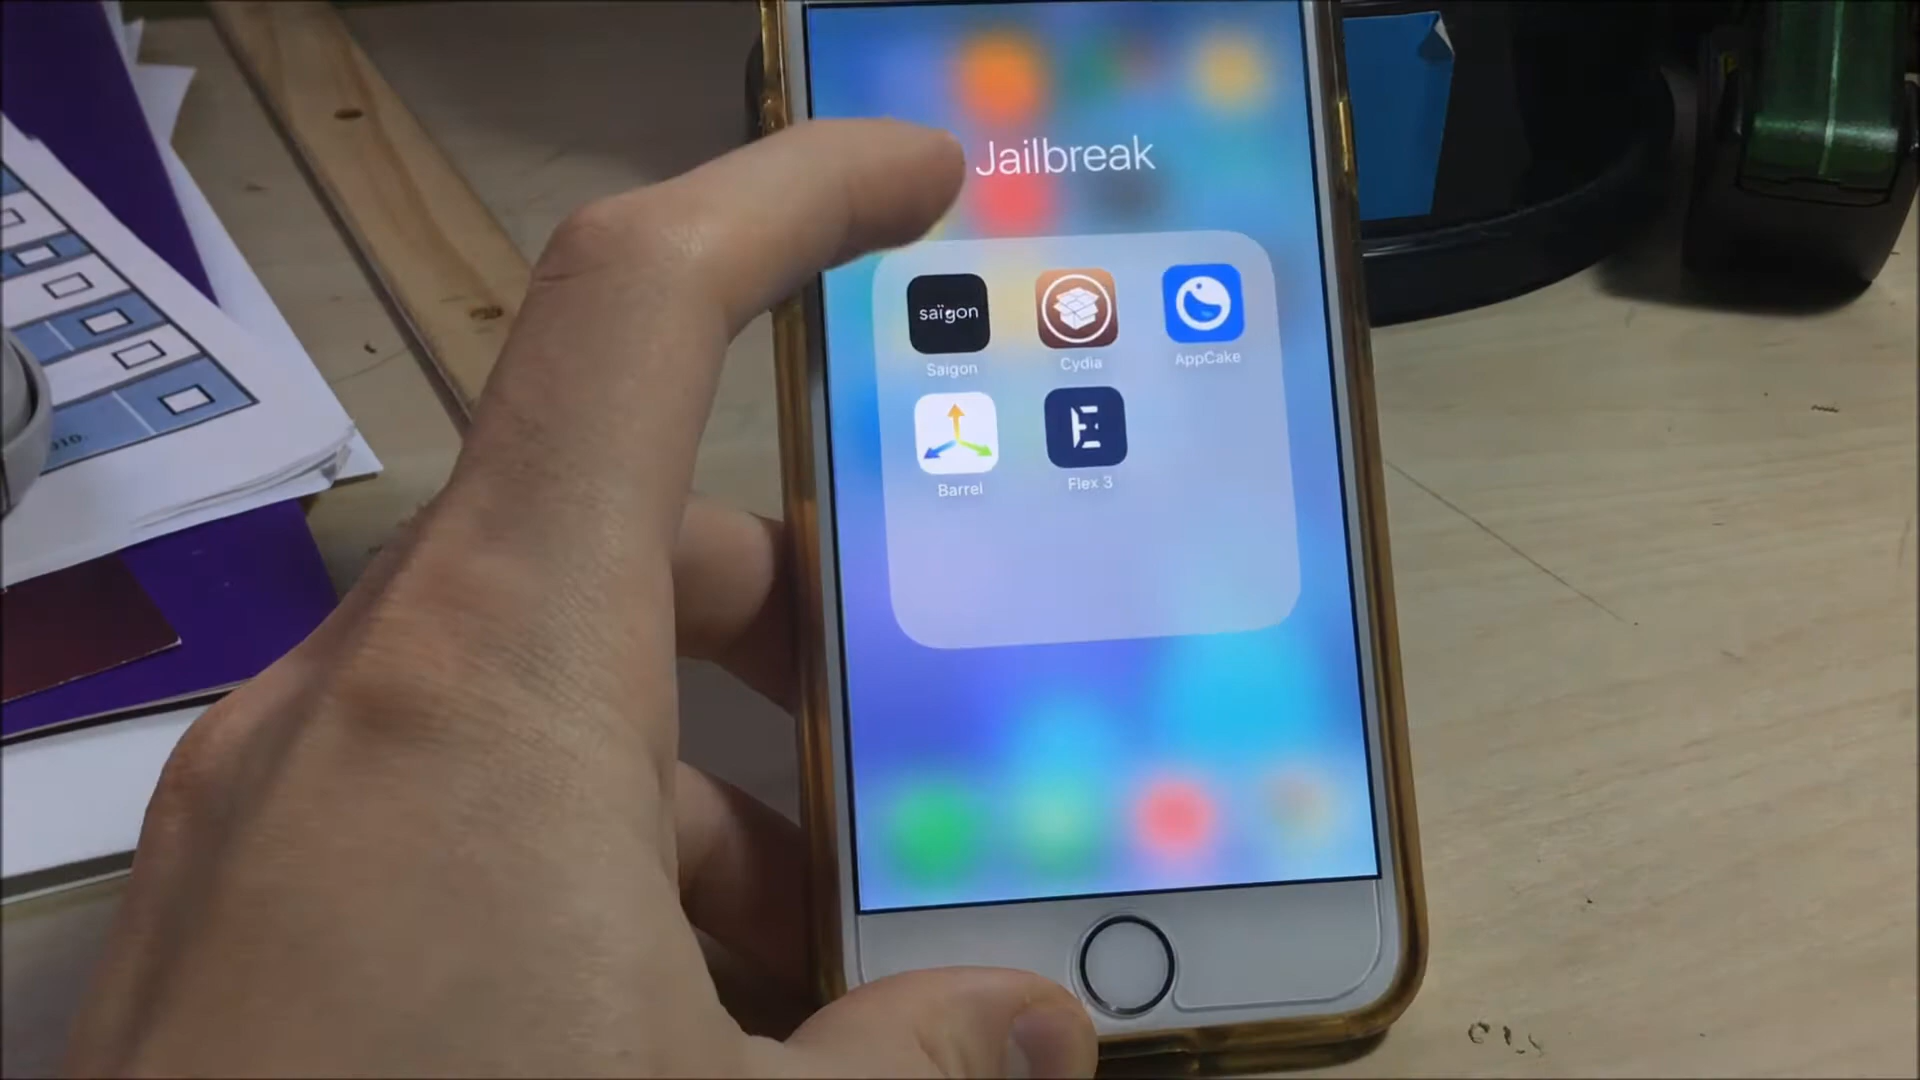 Jailbreak
saïgon
Saigon
Cydia
AppCake
Barrel
Flex 3